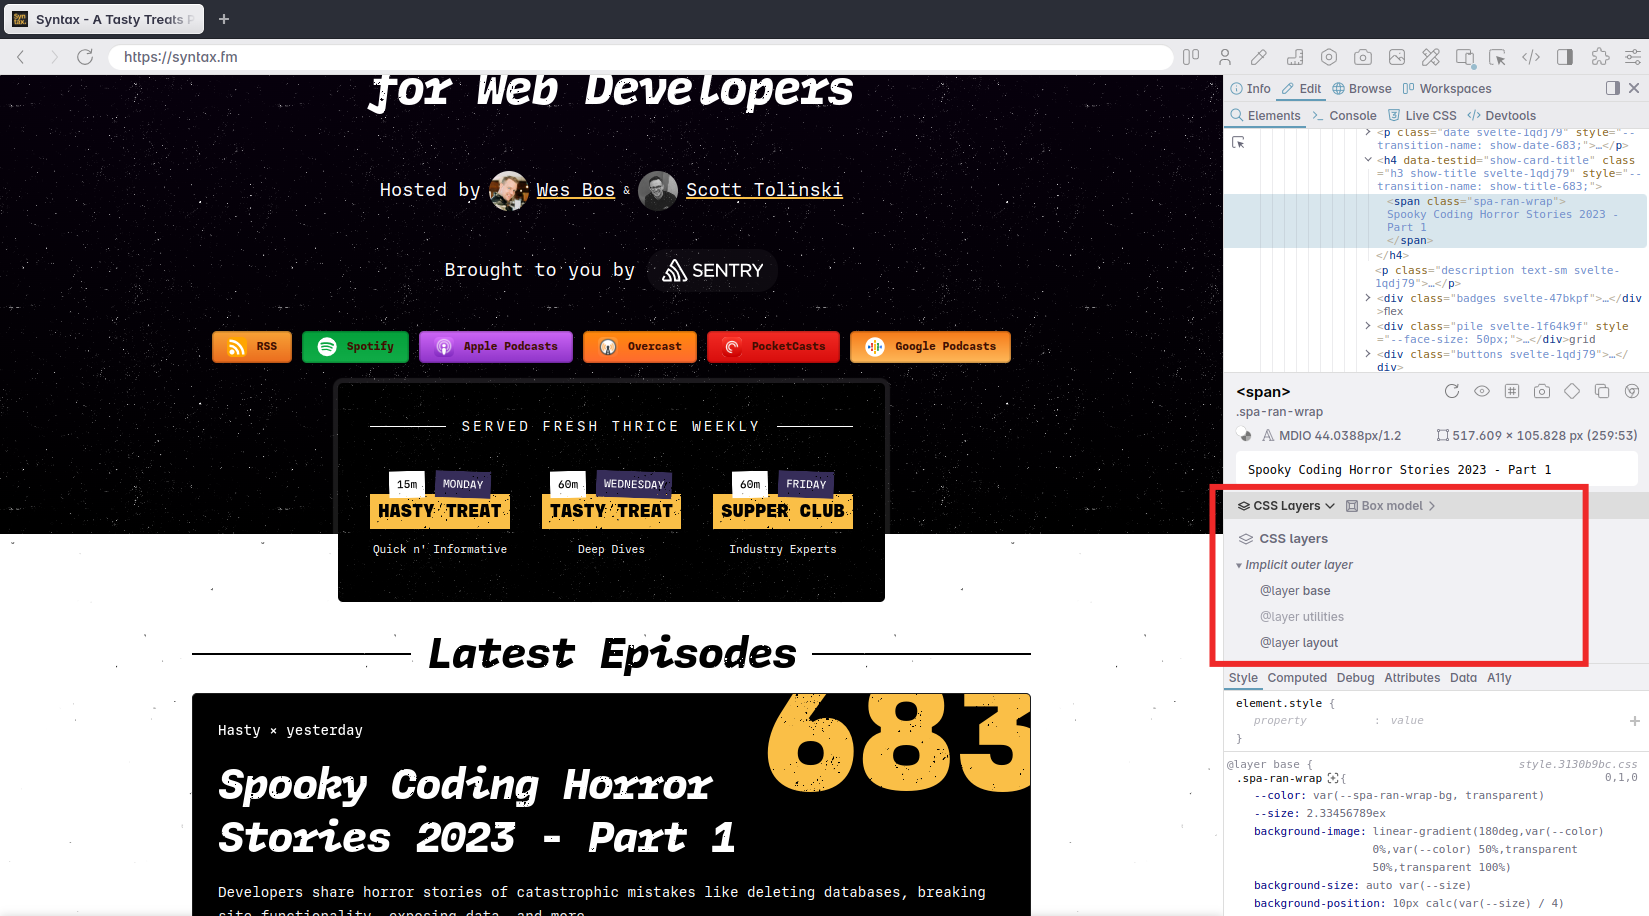 Syntax - A Tasty Treats P
https://syntax.fm
for Web Developers
Hosted by Wes Bos & Scott Tolinski
Brought to you by SENTRY
RSS
Spotify
Apple Podcasts
Overcast
PocketCasts
Google Podcasts
SERVED FRESH THRICE WEEKLY
15m MONDAY
HASTY TREAT
Quick n' Informative
60m WEDNESDAY
TASTY TREAT
Deep Dives
60m FRIDAY
SUPPER CLUB
Industry Experts
Latest Episodes
683
Hasty × yesterday
Spooky Coding Horror
Stories 2023 - Part 1
Developers share horror stories of catastrophic mistakes like deleting databases, breaking
site functionality, exposing data, and more
Info Edit Browse Workspaces
Elements Console Live CSS Devtools
<p class="date svelte-1qdj79" style="--
transition-name: show-date-683;">…</p>
<h4 data-testid="show-card-title" class
="h3 show-title svelte-1qdj79" style="--
transition-name: show-title-683;">
<span class="spa-ran-wrap">
Spooky Coding Horror Stories 2023 -
Part 1
</span>
</h4>
<p class="description text-sm svelte-
1qdj79">…</p>
<div class="badges svelte-47bkpf">…</div
>flex
<div class="pile svelte-1f64k9f" style
="--face-size: 50px;">…</div>grid
<div class="buttons svelte-1qdj79">…</
div>
<span>
.spa-ran-wrap
MDIO 44.0388px/1.2 517.609 × 105.828 px (259:53)
Spooky Coding Horror Stories 2023 - Part 1
CSS Layers Box model
CSS layers
Implicit outer layer
@layer base
@layer utilities
@layer layout
Style Computed Debug Attributes Data A11y
element.style {
property : value
}
@layer base { style.3130b9bc.css
.spa-ran-wrap { 0,1,0
--color: var(--spa-ran-wrap-bg, transparent)
--size: 2.33456789ex
background-image: linear-gradient(180deg,var(--color)
0%,var(--color) 50%,transparent
50%,transparent 100%)
background-size: auto var(--size)
background-position: 10px calc(var(--size) / 4)